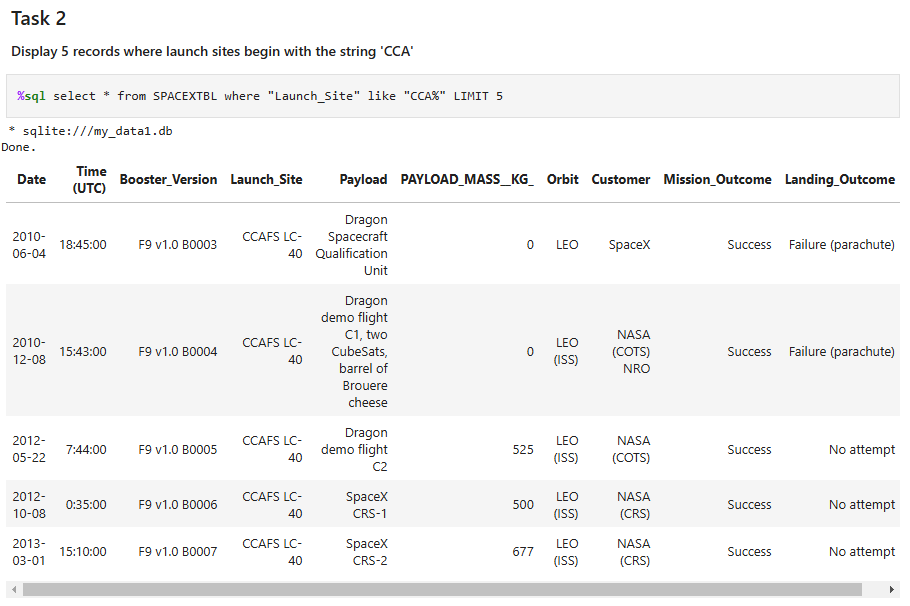 Task 2
Display 5 records where launch sites begin with the string 'CCA'
%sql select * from SPACEXTBL where "Launch_Site" like "CCA%" LIMIT 5
* sqlite:///my_data1.db
Done.
Date Time (UTC) Booster_Version Launch_Site Payload PAYLOAD_MASS__KG_ Orbit Customer Mission_Outcome Landing_Outcome
2010-06-04 18:45:00 F9 v1.0 B0003 CCAFS LC-40 Dragon Spacecraft Qualification Unit 0 LEO SpaceX Success Failure (parachute)
2010-12-08 15:43:00 F9 v1.0 B0004 CCAFS LC-40 Dragon demo flight C1, two CubeSats, barrel of Brouere cheese 0 LEO (ISS) NASA (COTS) NRO Success Failure (parachute)
2012-05-22 7:44:00 F9 v1.0 B0005 CCAFS LC-40 Dragon demo flight C2 525 LEO (ISS) NASA (COTS) Success No attempt
2012-10-08 0:35:00 F9 v1.0 B0006 CCAFS LC-40 SpaceX CRS-1 500 LEO (ISS) NASA (CRS) Success No attempt
2013-03-01 15:10:00 F9 v1.0 B0007 CCAFS LC-40 SpaceX CRS-2 677 LEO (ISS) NASA (CRS) Success No attempt